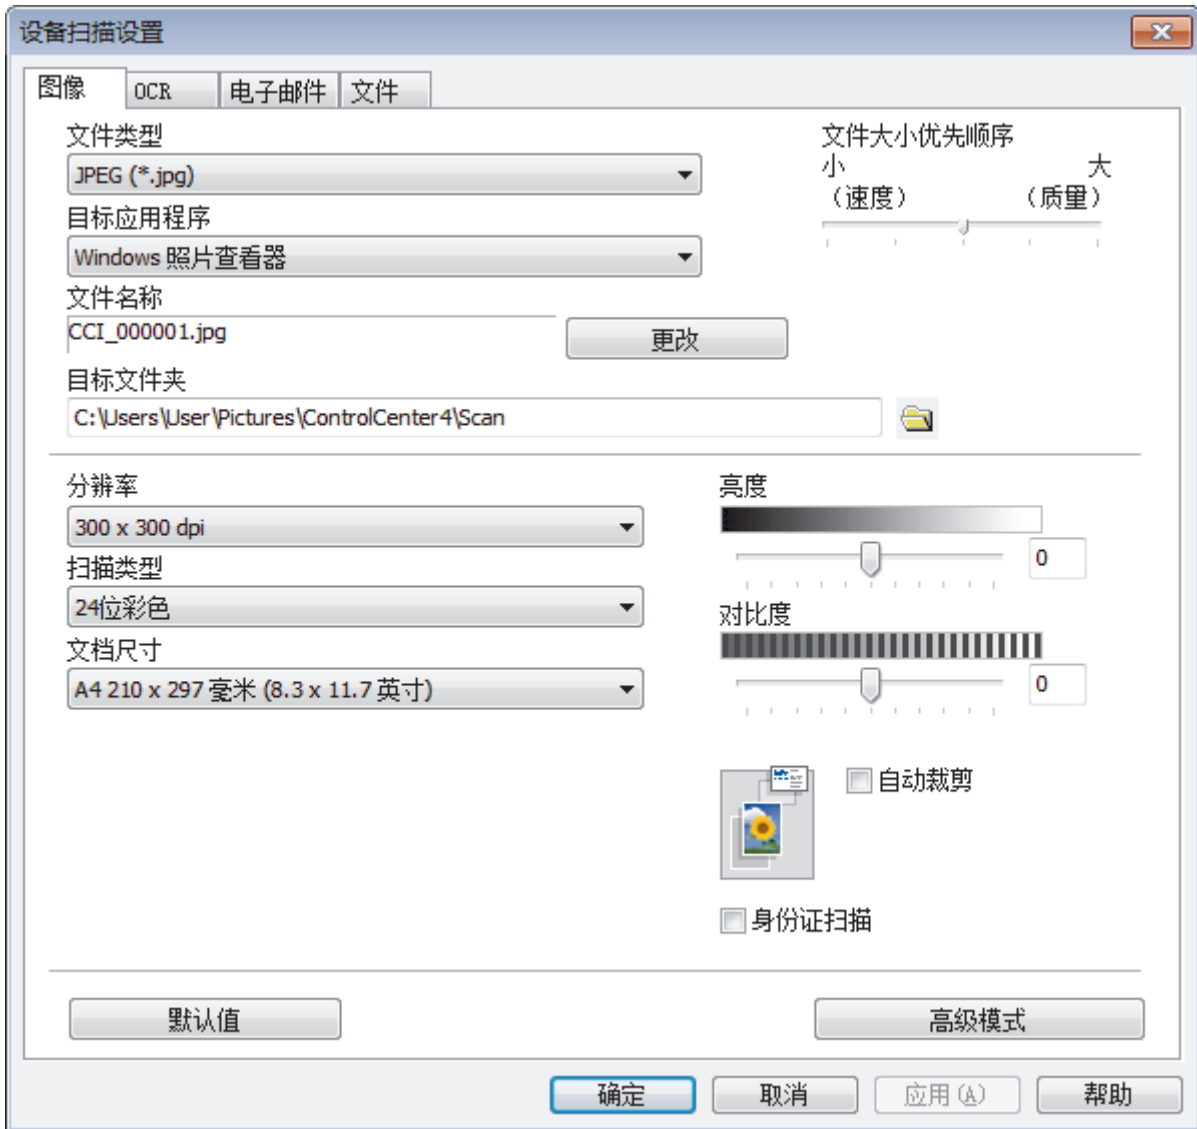 设备扫描设置
图像 OCR 电子邮件 文件
文件类型
JPEG (*.jpg)
目标应用程序
Windows 照片查看器
文件名称
CCI_000001.jpg
更改
目标文件夹
C:\Users\User\Pictures\ControlCenter4\Scan
文件大小优先顺序
小 大
（速度） （质量）
分辨率
300 x 300 dpi
扫描类型
24位彩色
文档尺寸
A4 210 x 297 毫米 (8.3 x 11.7 英寸)
亮度
0
对比度
0
自动裁剪
身份证扫描
默认值 高级模式
确定 取消 应用(A) 帮助